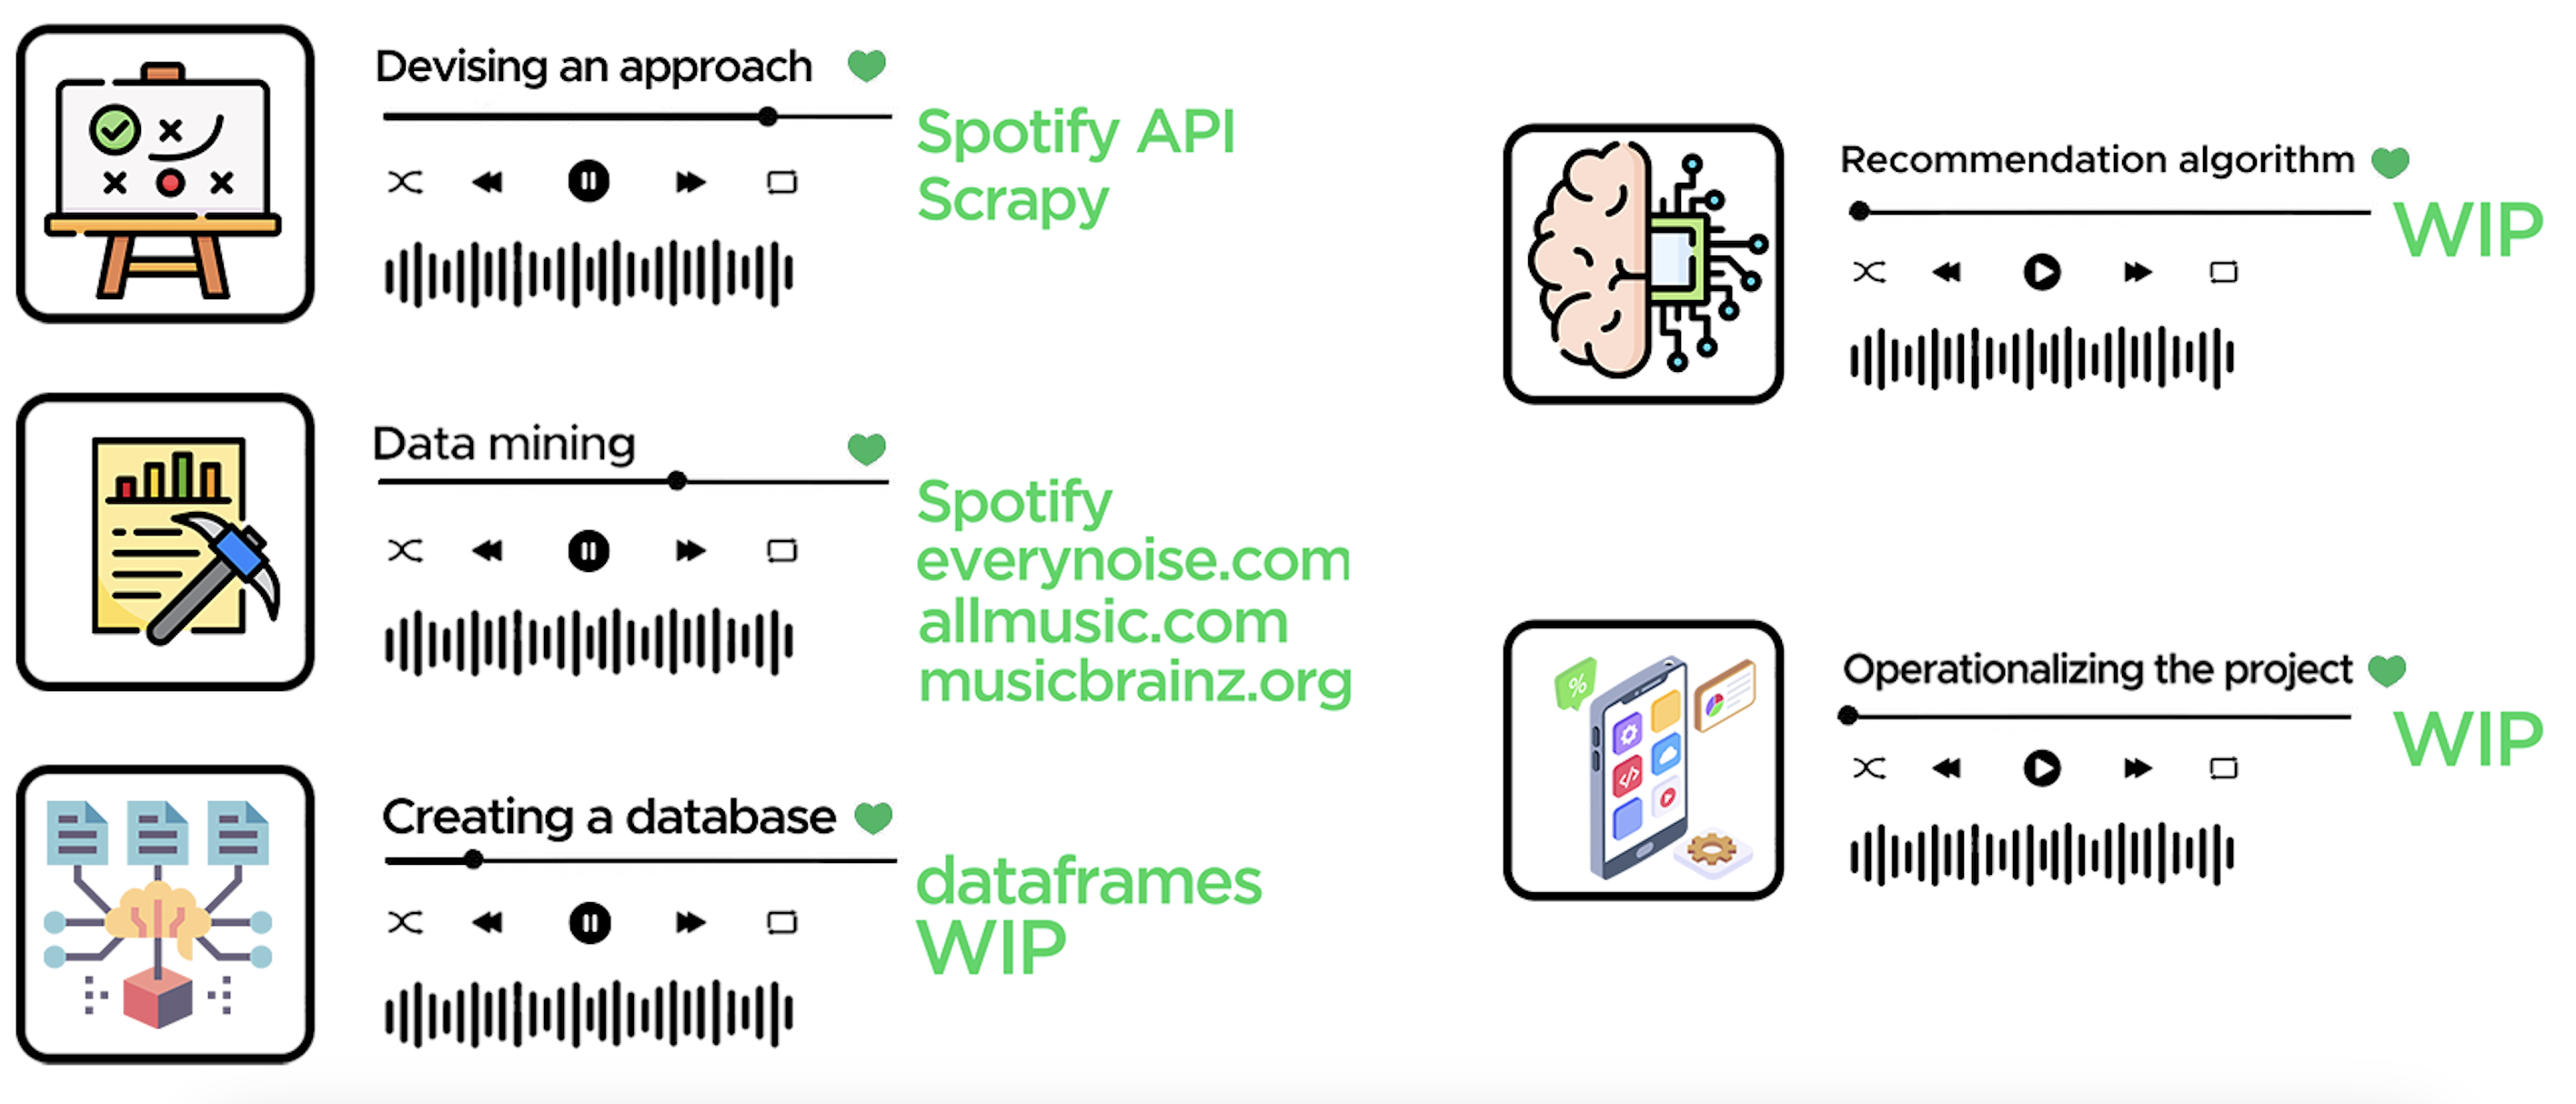 Devising an approach
Spotify API
Scrapy
Data mining
Spotify
everynoise.com
allmusic.com
musicbrainz.org
Creating a database
dataframes
WIP
Recommendation algorithm
WIP
%
</>
Operationalizing the project
WIP